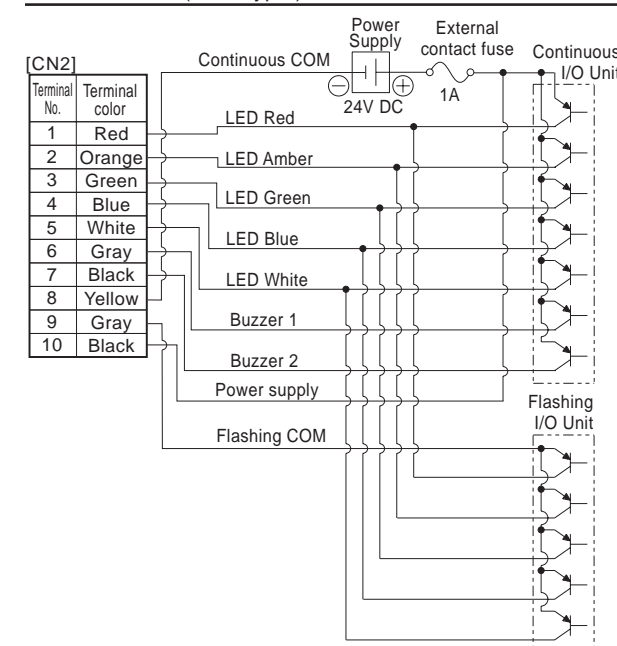 [CN2]
Terminal No. Terminal color
1 Red
2 Orange
3 Green
4 Blue
5 White
6 Gray
7 Black
8 Yellow
9 Gray
10 Black
Continuous COM
Power
Supply
24V DC
External
contact fuse
1A
Continuous
I/O Unit
LED Red
LED Amber
LED Green
LED Blue
LED White
Buzzer 1
Buzzer 2
Power supply
Flashing COM
Flashing
I/O Unit